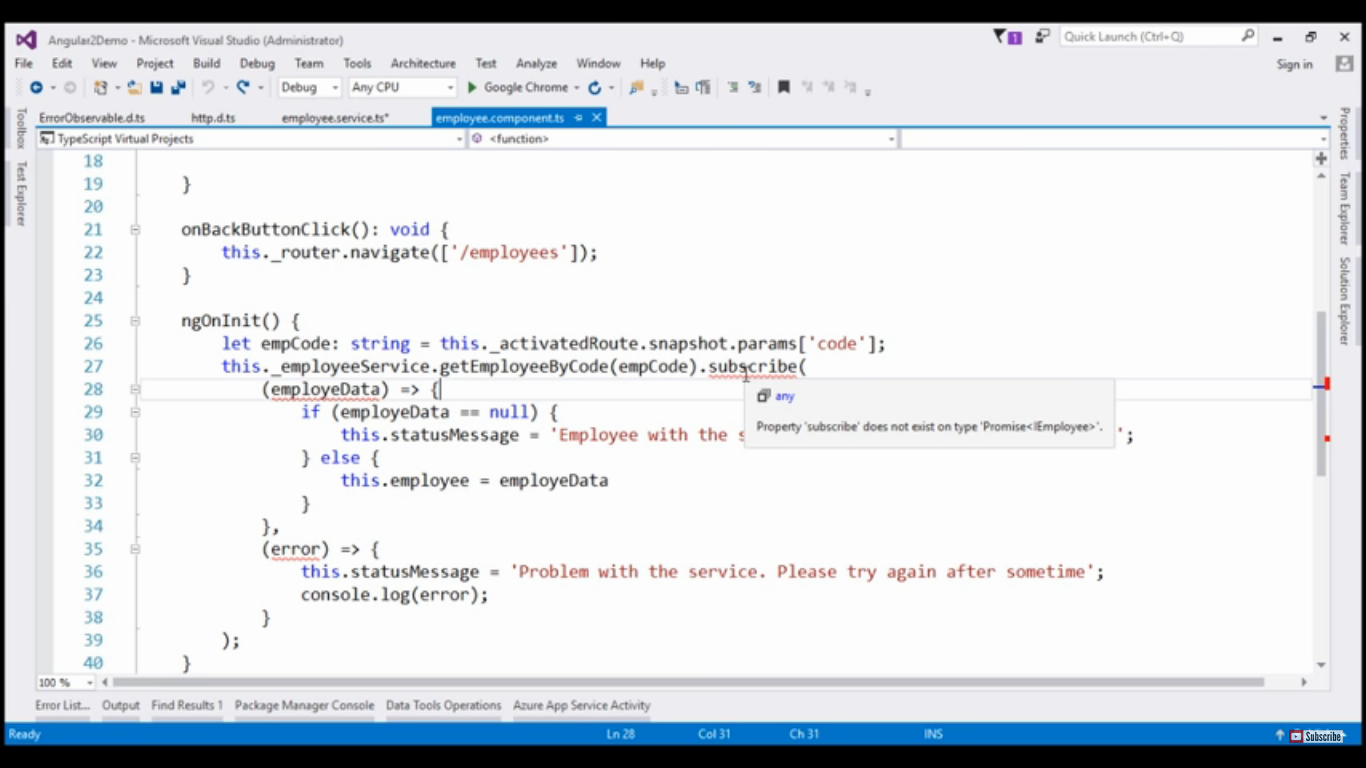 Angular2Demo - Microsoft Visual Studio (Administrator)
1
Quick Launch (Ctrl+Q)
File Edit View Project Build Debug Team Tools Architecture Test Analyze Window Help
Sign in
Debug Any CPU Google Chrome
ErrorObservable.d.ts http.d.ts employee.service.ts* employee.component.ts
TypeScript Virtual Projects <function>
Toolbox
Test Explorer
Properties
Team Explorer
Solution Explorer
18
19 }
20
21 onBackButtonClick(): void {
22 this._router.navigate(['/employees']);
23 }
24
25 ngOnInit() {
26 let empCode: string = this._activatedRoute.snapshot.params['code'];
27 this._employeeService.getEmployeeByCode(empCode).subscribe(
28 (employeData) => {
any
29 if (employeData == null) {
Property 'subscribe' does not exist on type 'Promise<IEmployee>'.
30 this.statusMessage = 'Employee with the s ';
31 } else {
32 this.employee = employeData
33 }
34 },
35 (error) => {
36 this.statusMessage = 'Problem with the service. Please try again after sometime';
37 console.log(error);
38 }
39 );
40 }
100 %
Error List... Output Find Results 1 Package Manager Console Data Tools Operations Azure App Service Activity
Ready Ln 28 Col 31 Ch 31 INS
Subscribe